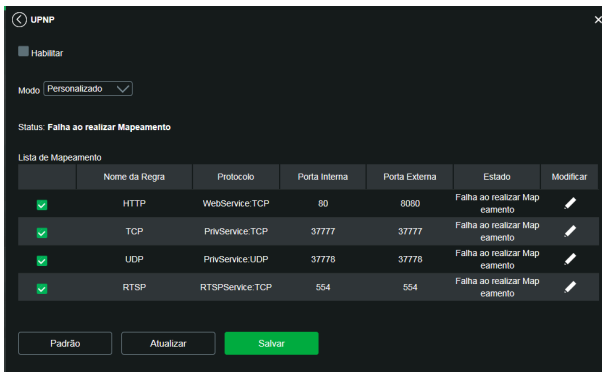 UPNP
Habilitar
Modo Personalizado
Status: Falha ao realizar Mapeamento
Lista de Mapeamento
Nome da Regra Protocolo Porta Interna Porta Externa Estado Modificar
HTTP WebService:TCP 80 8080 Falha ao realizar Map
eamento
TCP PrivService:TCP 37777 37777 Falha ao realizar Map
eamento
UDP PrivService:UDP 37778 37778 Falha ao realizar Map
eamento
RTSP RTSPService:TCP 554 554 Falha ao realizar Map
eamento
Padrão Atualizar Salvar